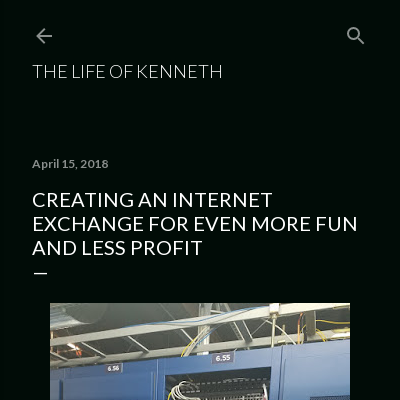 THE LIFE OF KENNETH
April 15, 2018
CREATING AN INTERNET
EXCHANGE FOR EVEN MORE FUN
AND LESS PROFIT
6.56
6.55